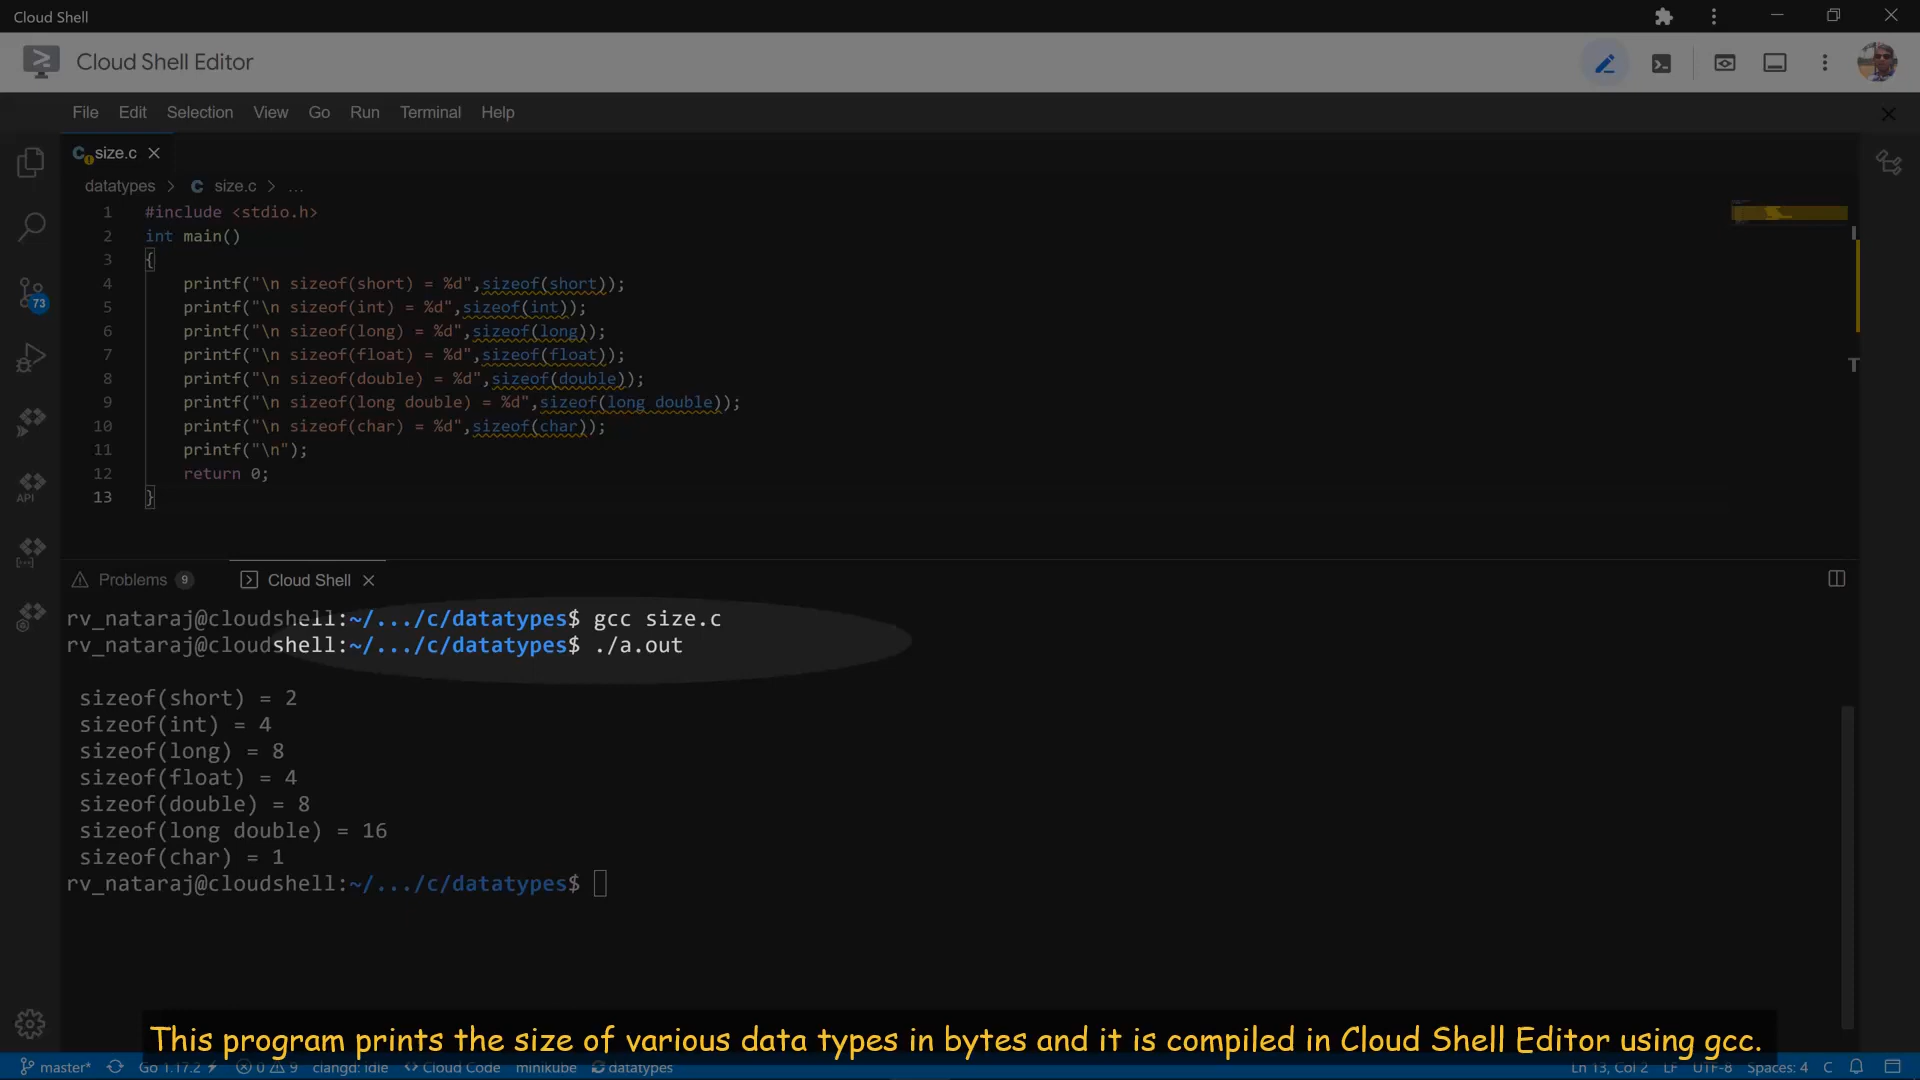 Cloud Shell
Cloud Shell Editor
File Edit Selection View Go Run Terminal Help
size.c
datatypes > C size.c > ...
1 #include <stdio.h>
2 int main()
3 {
4 printf("\n sizeof(short) = %d",sizeof(short));
5 printf("\n sizeof(int) = %d",sizeof(int));
6 printf("\n sizeof(long) = %d",sizeof(long));
7 printf("\n sizeof(float) = %d",sizeof(float));
8 printf("\n sizeof(double) = %d",sizeof(double));
9 printf("\n sizeof(long double) = %d",sizeof(long double));
10 printf("\n sizeof(char) = %d",sizeof(char));
11 printf("\n");
12 return 0;
13 }
73
API
Problems 9 Cloud Shell
rv_nataraj@cloudshell:~/.../c/datatypes$ gcc size.c
rv_nataraj@cloudshell:~/.../c/datatypes$ ./a.out
sizeof(short) = 2
sizeof(int) = 4
sizeof(long) = 8
sizeof(float) = 4
sizeof(double) = 8
sizeof(long double) = 16
sizeof(char) = 1
rv_nataraj@cloudshell:~/.../c/datatypes$
This program prints the size of various data types in bytes and it is compiled in Cloud Shell Editor using gcc.
master* Go 1.17.2 0 9 clangd: idle <> Cloud Code minikube datatypes Ln 13, Col 2 LF UTF-8 Spaces: 4 C